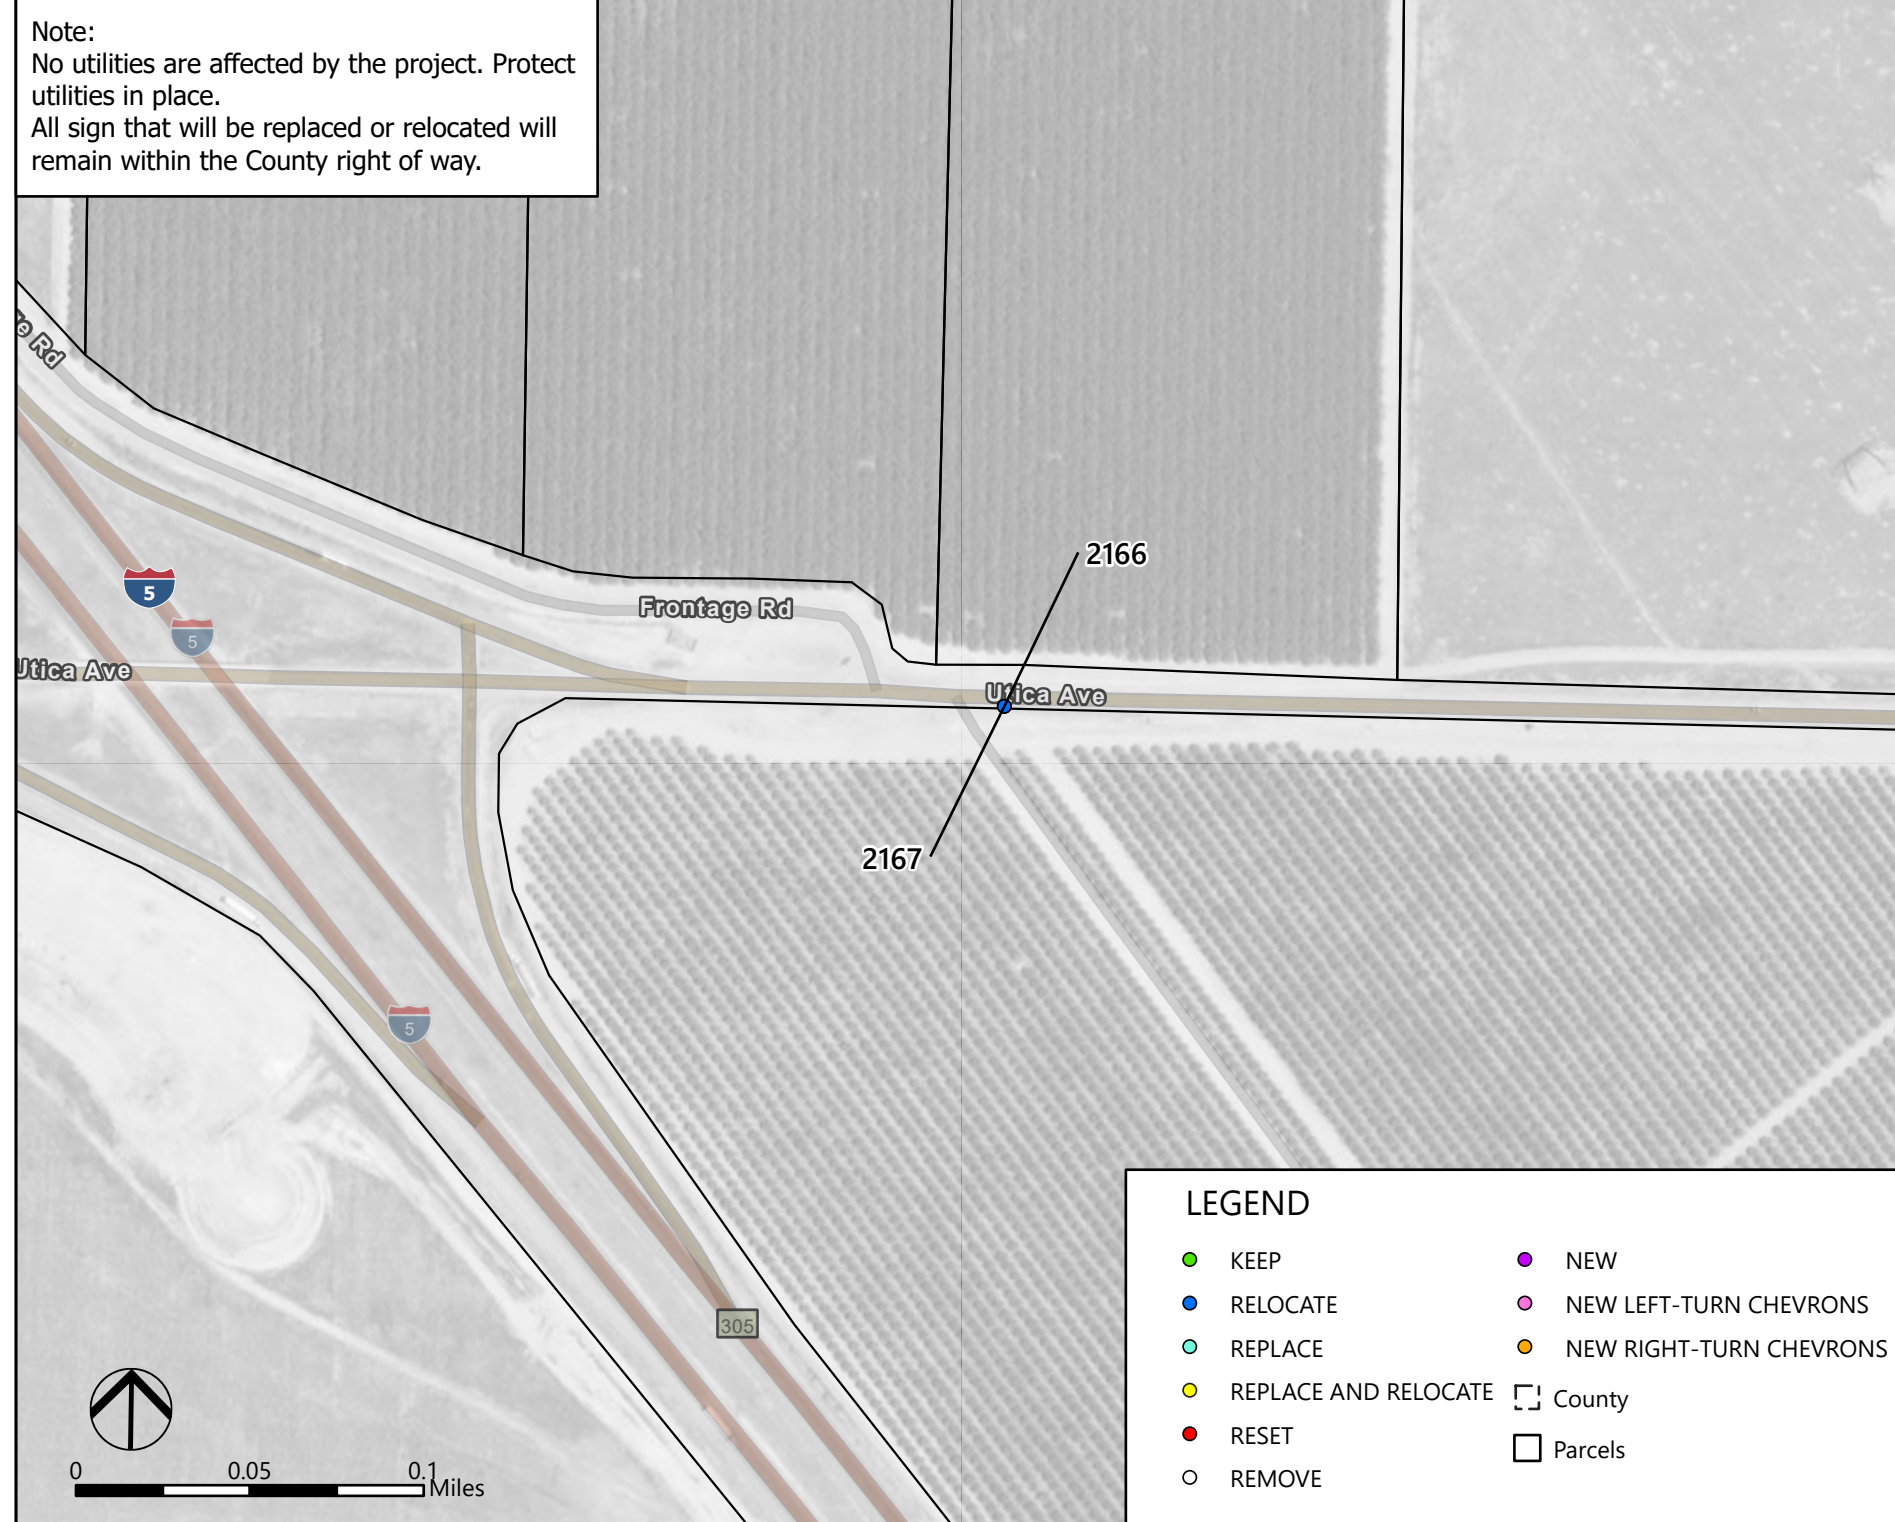 Note:
No utilities are affected by the project. Protect
utilities in place.
All sign that will be replaced or relocated will
remain within the County right of way.
Rd
5
5
Frontage Rd
2166
Utica Ave
Utica Ave
2167
5
305
LEGEND
KEEP
RELOCATE
REPLACE
REPLACE AND RELOCATE
RESET
REMOVE
NEW
NEW LEFT-TURN CHEVRONS
NEW RIGHT-TURN CHEVRONS
County
Parcels
0 0.05 0.1
Miles